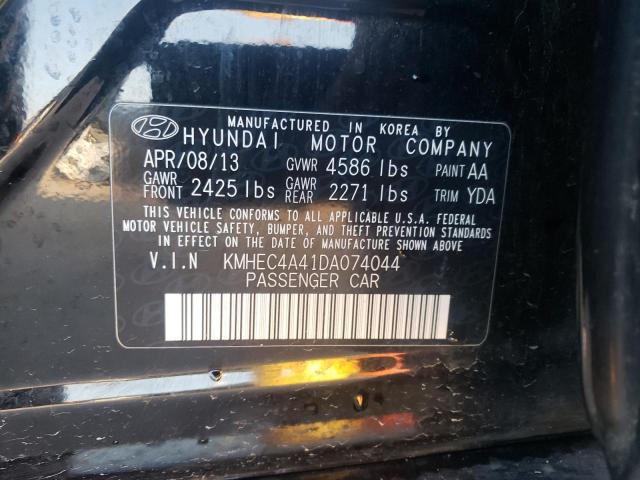 MANUFACTURED IN KOREA BY
HYUNDAI MOTOR COMPANY
APR/08/13 GVWR 4586 lbs PAINT AA
GAWR FRONT 2425 lbs GAWR REAR 2271 lbs TRIM YDA
THIS VEHICLE CONFORMS TO ALL APPLICABLE U.S.A. FEDERAL
MOTOR VEHICLE SAFETY, BUMPER, AND THEFT PREVENTION
STANDARDS IN EFFECT ON THE DATE OF MANUFACTURE SHOWN ABOVE.
V.I.N KMHEC4A41DA074044
PASSENGER CAR